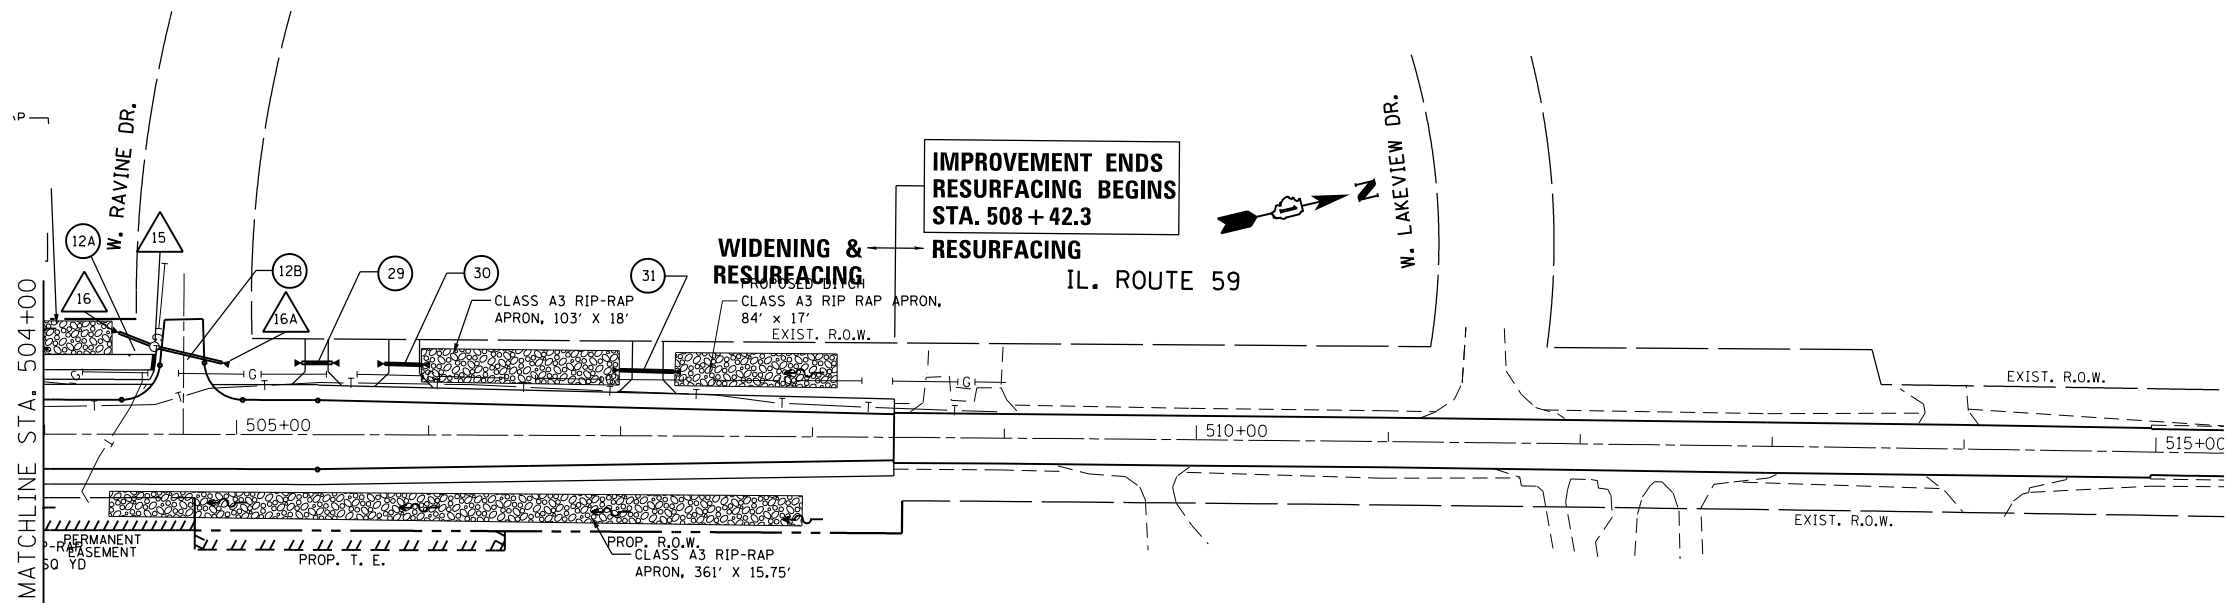 W. RAVINE DR.
12A
15
16
12B
16A
29
30
31
CLASS A3 RIP-RAP
APRON, 103' X 18'
IMPROVEMENT ENDS
RESURFACING BEGINS
STA. 508 + 42.3
WIDENING &
RESURFACING
RESURFACING
PROPOSED DITCH
CLASS A3 RIP RAP APRON,
84' x 17'
EXIST. R.O.W.
IL. ROUTE 59
N
W. LAKEVIEW DR.
EXIST. R.O.W.
MATCHLINE STA. 504+00
G
G
G
T
T
T
T
T
T
T
505+00
510+00
515+00
EXIST. R.O.W.
PERMANENT
EASEMENT
P-RAP
SQ YD
PROP. T. E.
PROP. R.O.W.
CLASS A3 RIP-RAP
APRON, 361' X 15.75'